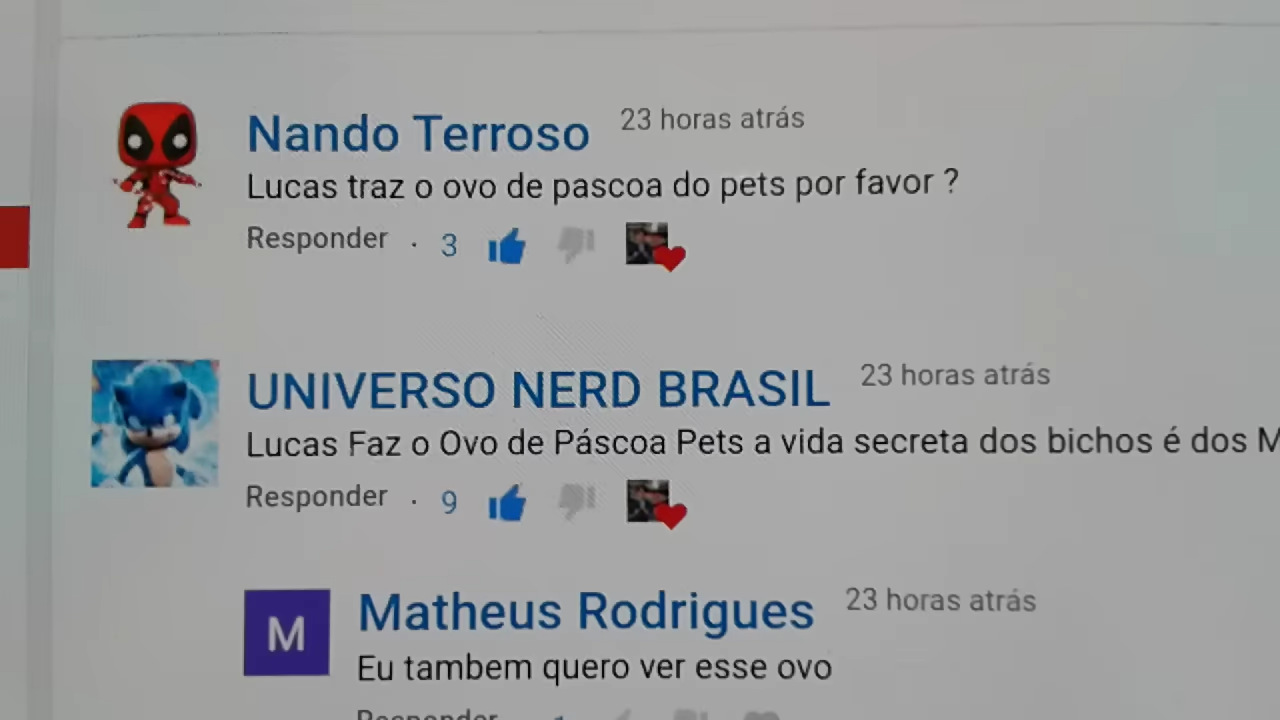 Nando Terroso 23 horas atrás
Lucas traz o ovo de pascoa do pets por favor ?
Responder · 3
UNIVERSO NERD BRASIL 23 horas atrás
Lucas Faz o Ovo de Páscoa Pets a vida secreta dos bichos é dos M
Responder · 9
M
Matheus Rodrigues 23 horas atrás
Eu tambem quero ver esse ovo
Responder